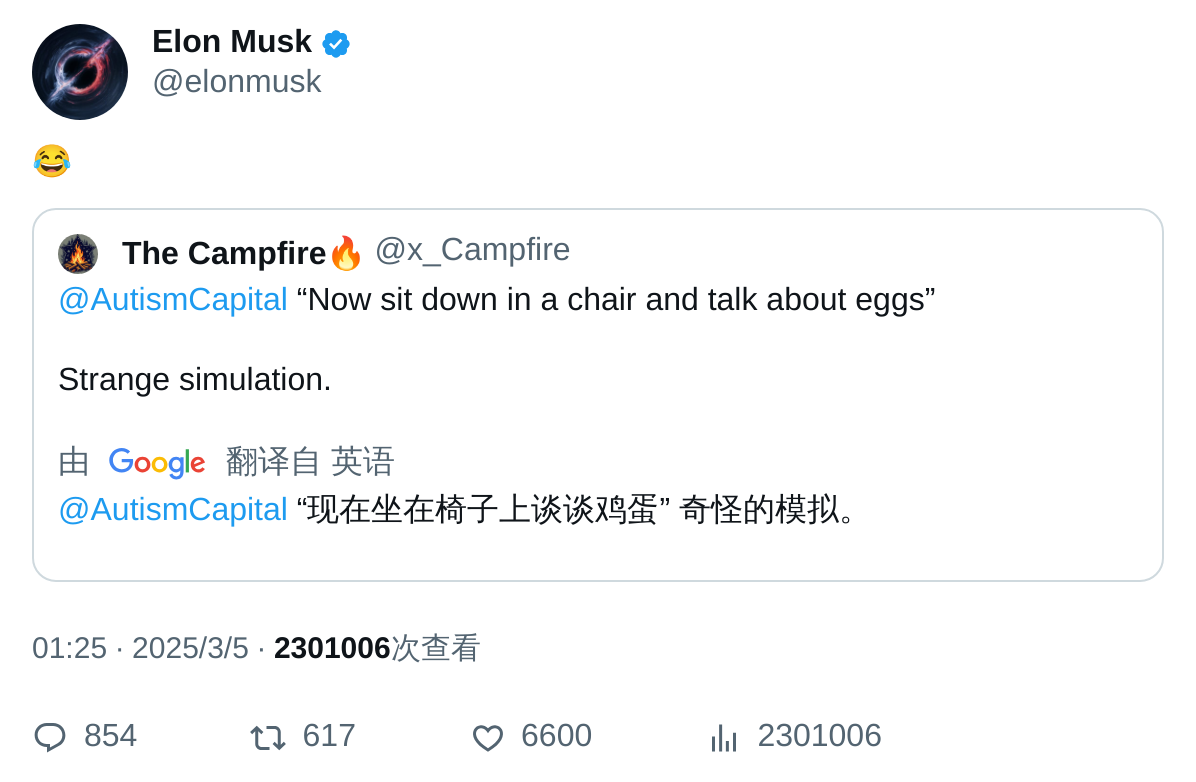 Elon Musk
@elonmusk
😂
The Campfire🔥 @x_Campfire
@AutismCapital “Now sit down in a chair and talk about eggs”
Strange simulation.
由 Google 翻译自 英语
@AutismCapital “现在坐在椅子上谈谈鸡蛋” 奇怪的模拟。
01:25 · 2025/3/5 · 2301006次查看
854 617 6600 2301006